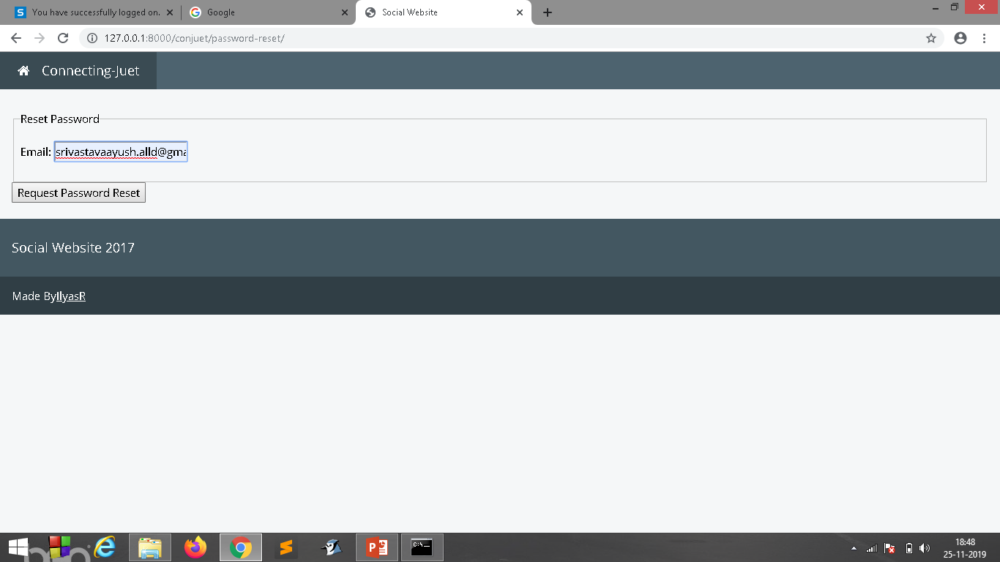 You have successfully logged on.
Google
Social Website
127.0.0.1:8000/conjuet/password-reset/
Connecting-Juet
Reset Password
Email: srivastavaayush.alld@gma
Request Password Reset
Social Website 2017
Made ByIlyasR
18:48
25-11-2019